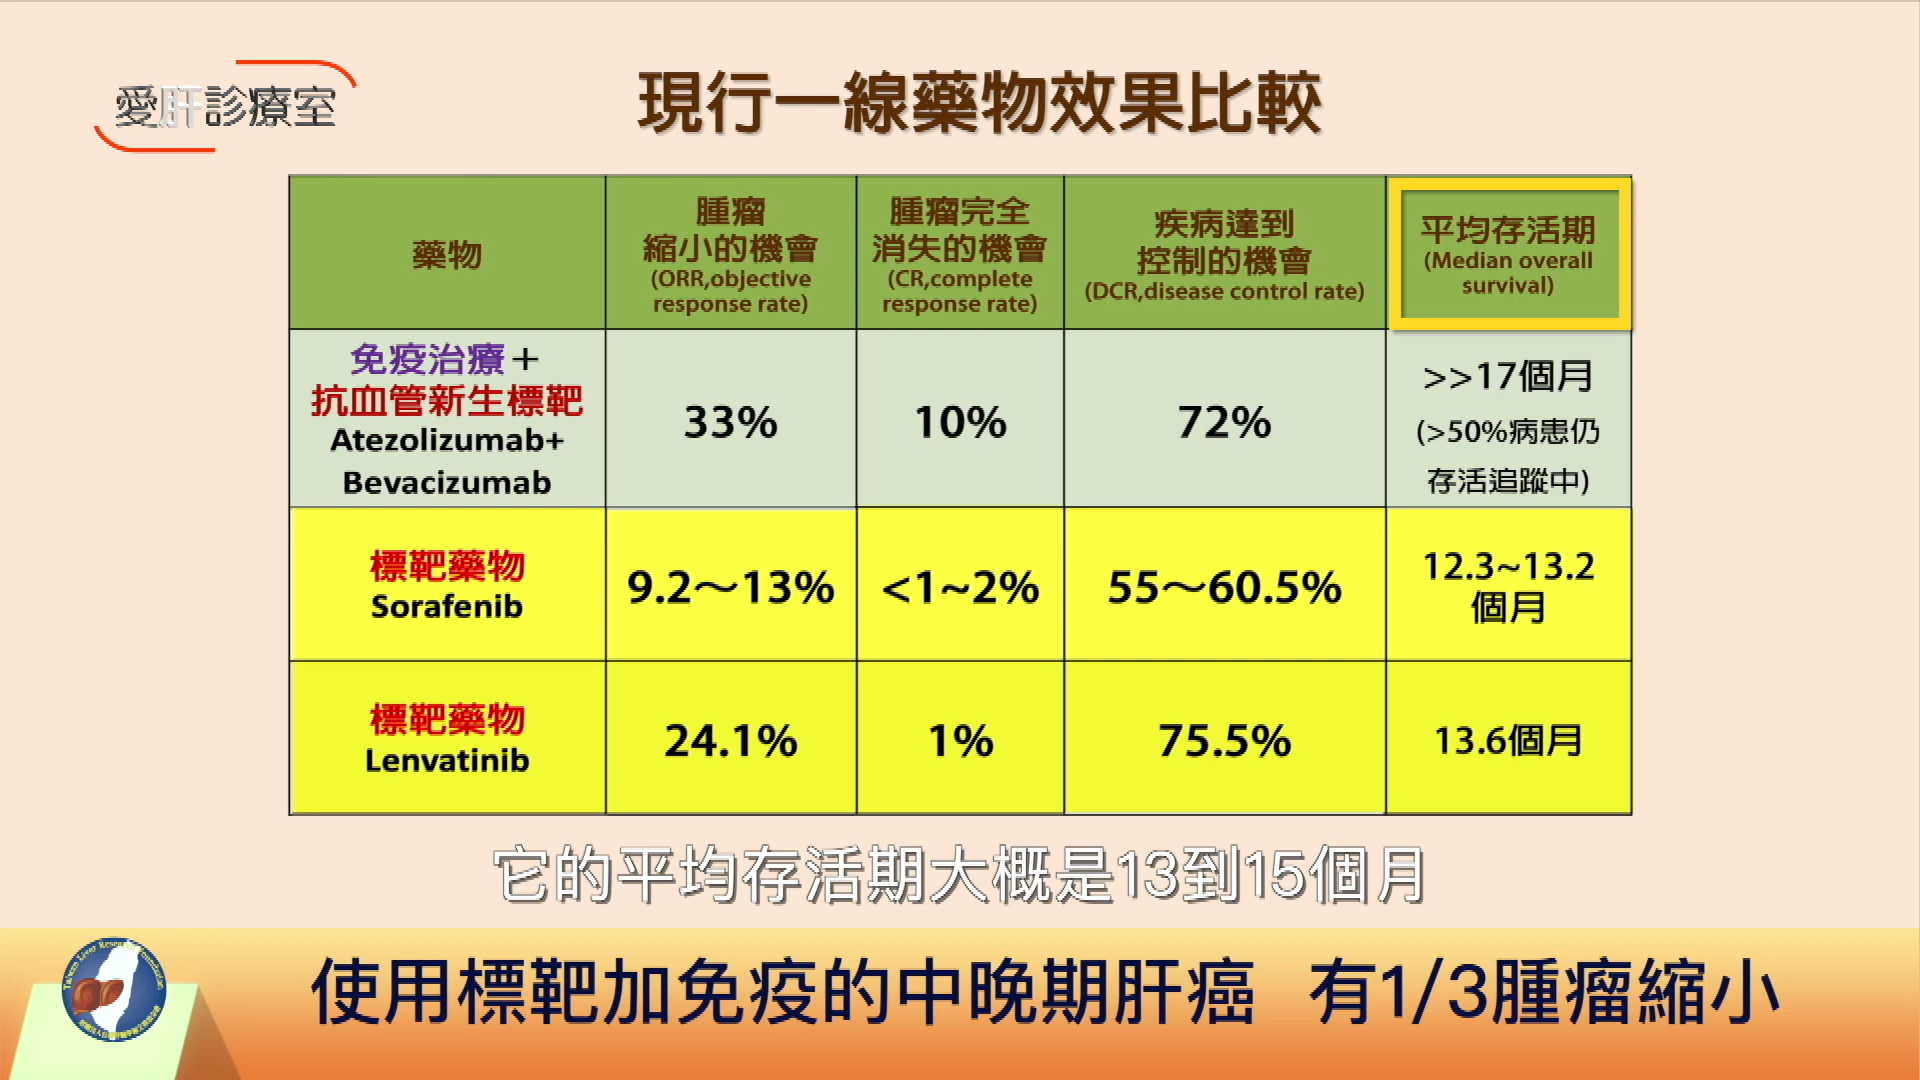 愛肝診療室
現行一線藥物效果比較
藥物
腫瘤
縮小的機會
(ORR,objective
response rate)
腫瘤完全
消失的機會
(CR,complete
response rate)
疾病達到
控制的機會
(DCR,disease control rate)
平均存活期
(Median overall
survival)
免疫治療＋
抗血管新生標靶
Atezolizumab+
Bevacizumab
33%
10%
72%
>>17個月
(>50%病患仍
存活追蹤中)
標靶藥物
Sorafenib
9.2～13%
<1~2%
55～60.5%
12.3~13.2
個月
標靶藥物
Lenvatinib
24.1%
1%
75.5%
13.6個月
它的平均存活期大概是13到15個月
使用標靶加免疫的中晚期肝癌 有1/3腫瘤縮小
Taiwan Liver Research Foundation